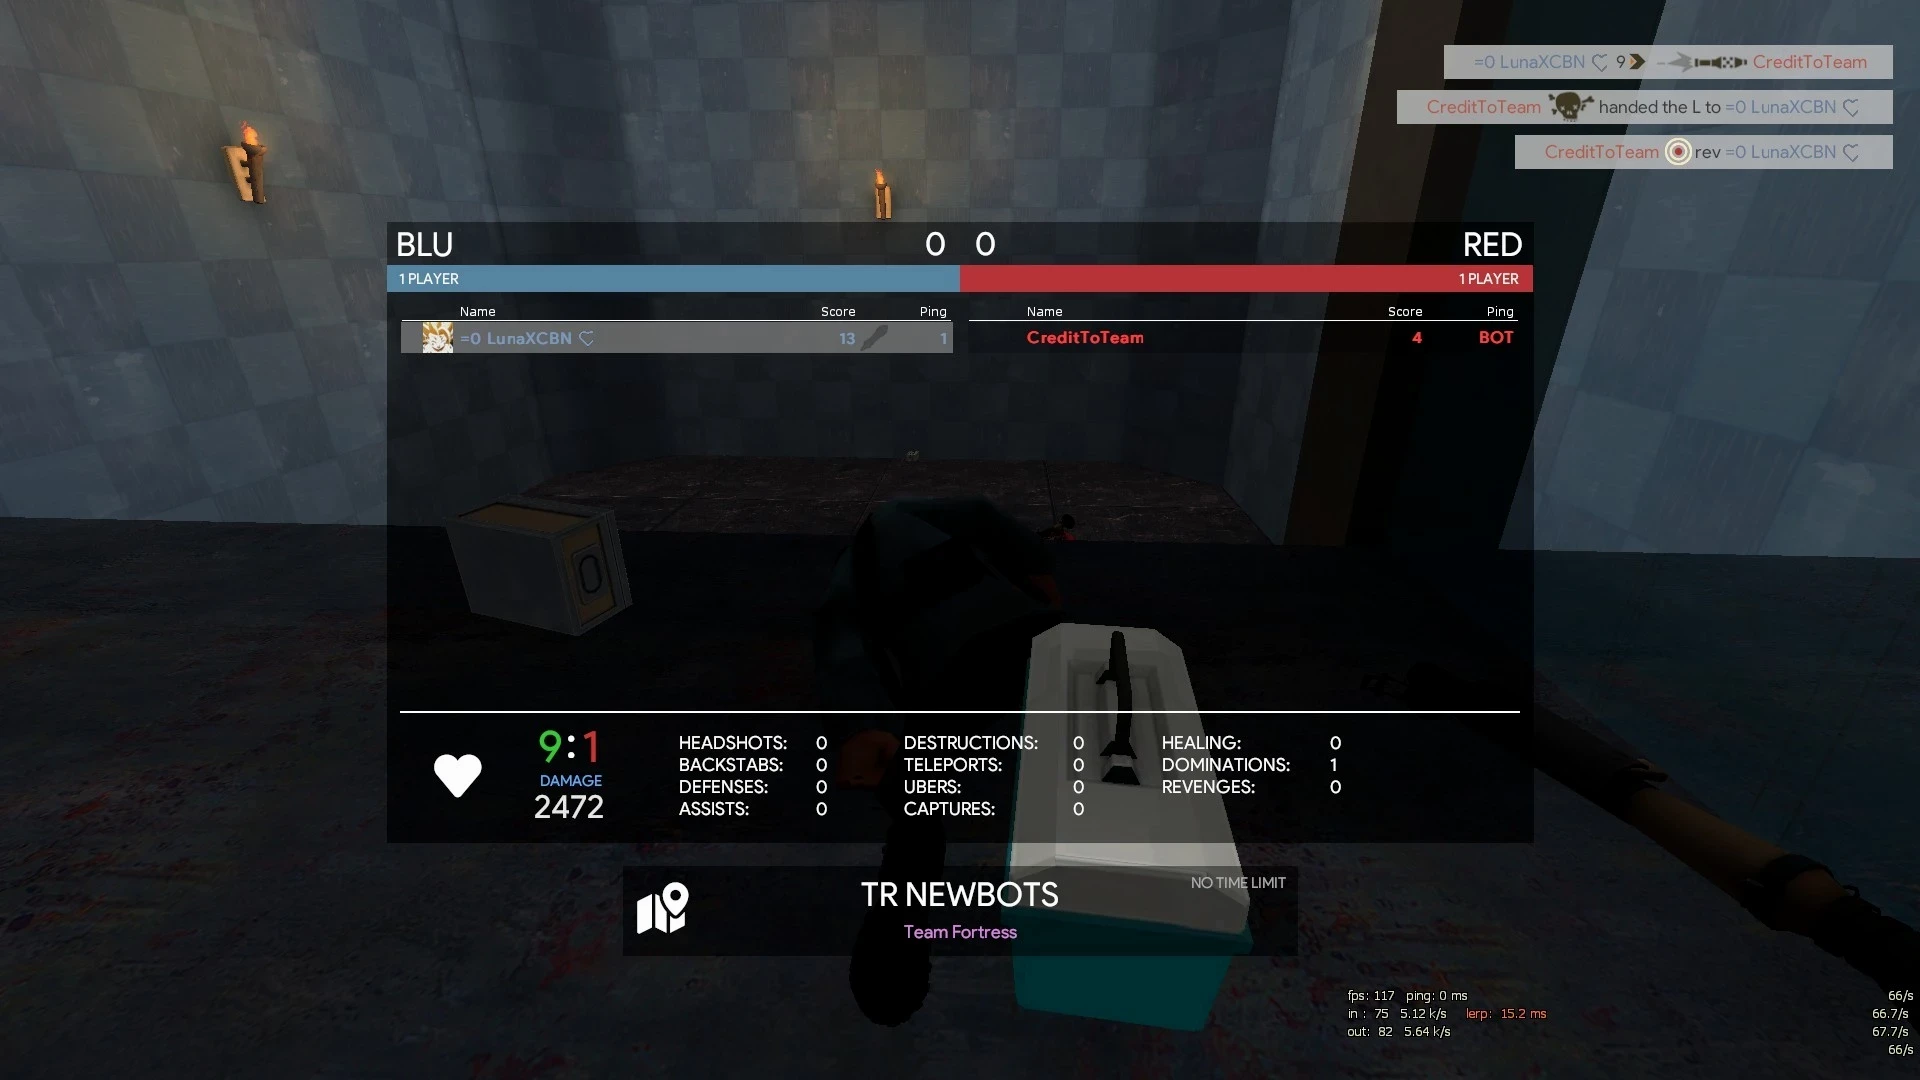 =0 LunaXCBN ♡ 9 CreditToTeam
CreditToTeam handed the L to =0 LunaXCBN ♡
CreditToTeam rev =0 LunaXCBN ♡
BLU 0 0 RED
1 PLAYER 1 PLAYER
Name Score Ping Name Score Ping
=0 LunaXCBN ♡ 13 1 CreditToTeam 4 BOT
9:1
DAMAGE
2472
HEADSHOTS: 0 DESTRUCTIONS: 0 HEALING: 0
BACKSTABS: 0 TELEPORTS: 0 DOMINATIONS: 1
DEFENSES: 0 UBERS: 0 REVENGES: 0
ASSISTS: 0 CAPTURES: 0
TR NEWBOTS NO TIME LIMIT
Team Fortress
fps: 117 ping: 0 ms 66/s
in : 75 5.12 k/s lerp: 15.2 ms 66.7/s
out: 82 5.64 k/s 67.7/s
66/s